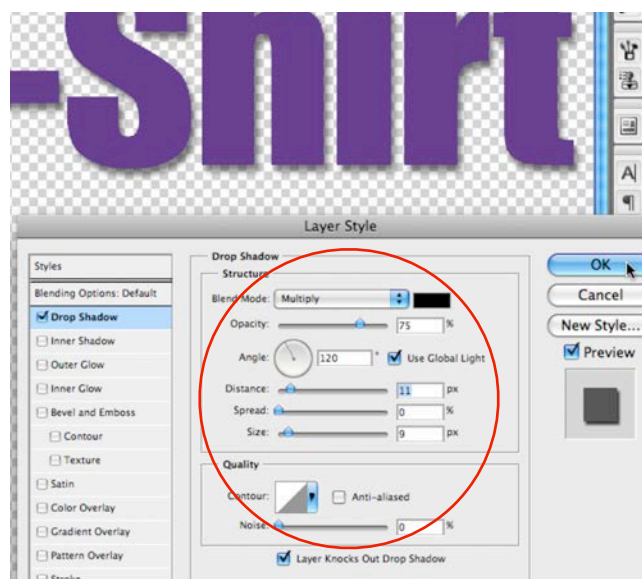 -Shirt
A
¶
Layer Style
Styles
Blending Options: Default
Drop Shadow
Inner Shadow
Outer Glow
Inner Glow
Bevel and Emboss
Contour
Texture
Satin
Color Overlay
Gradient Overlay
Pattern Overlay
Stroke
Drop Shadow
Structure
Blend Mode: Multiply
Opacity: 75 %
Angle: 120 ° Use Global Light
Distance: 11 px
Spread: 0 %
Size: 9 px
Quality
Contour: Anti-aliased
Noise: 0 %
Layer Knocks Out Drop Shadow
OK
Cancel
New Style...
Preview